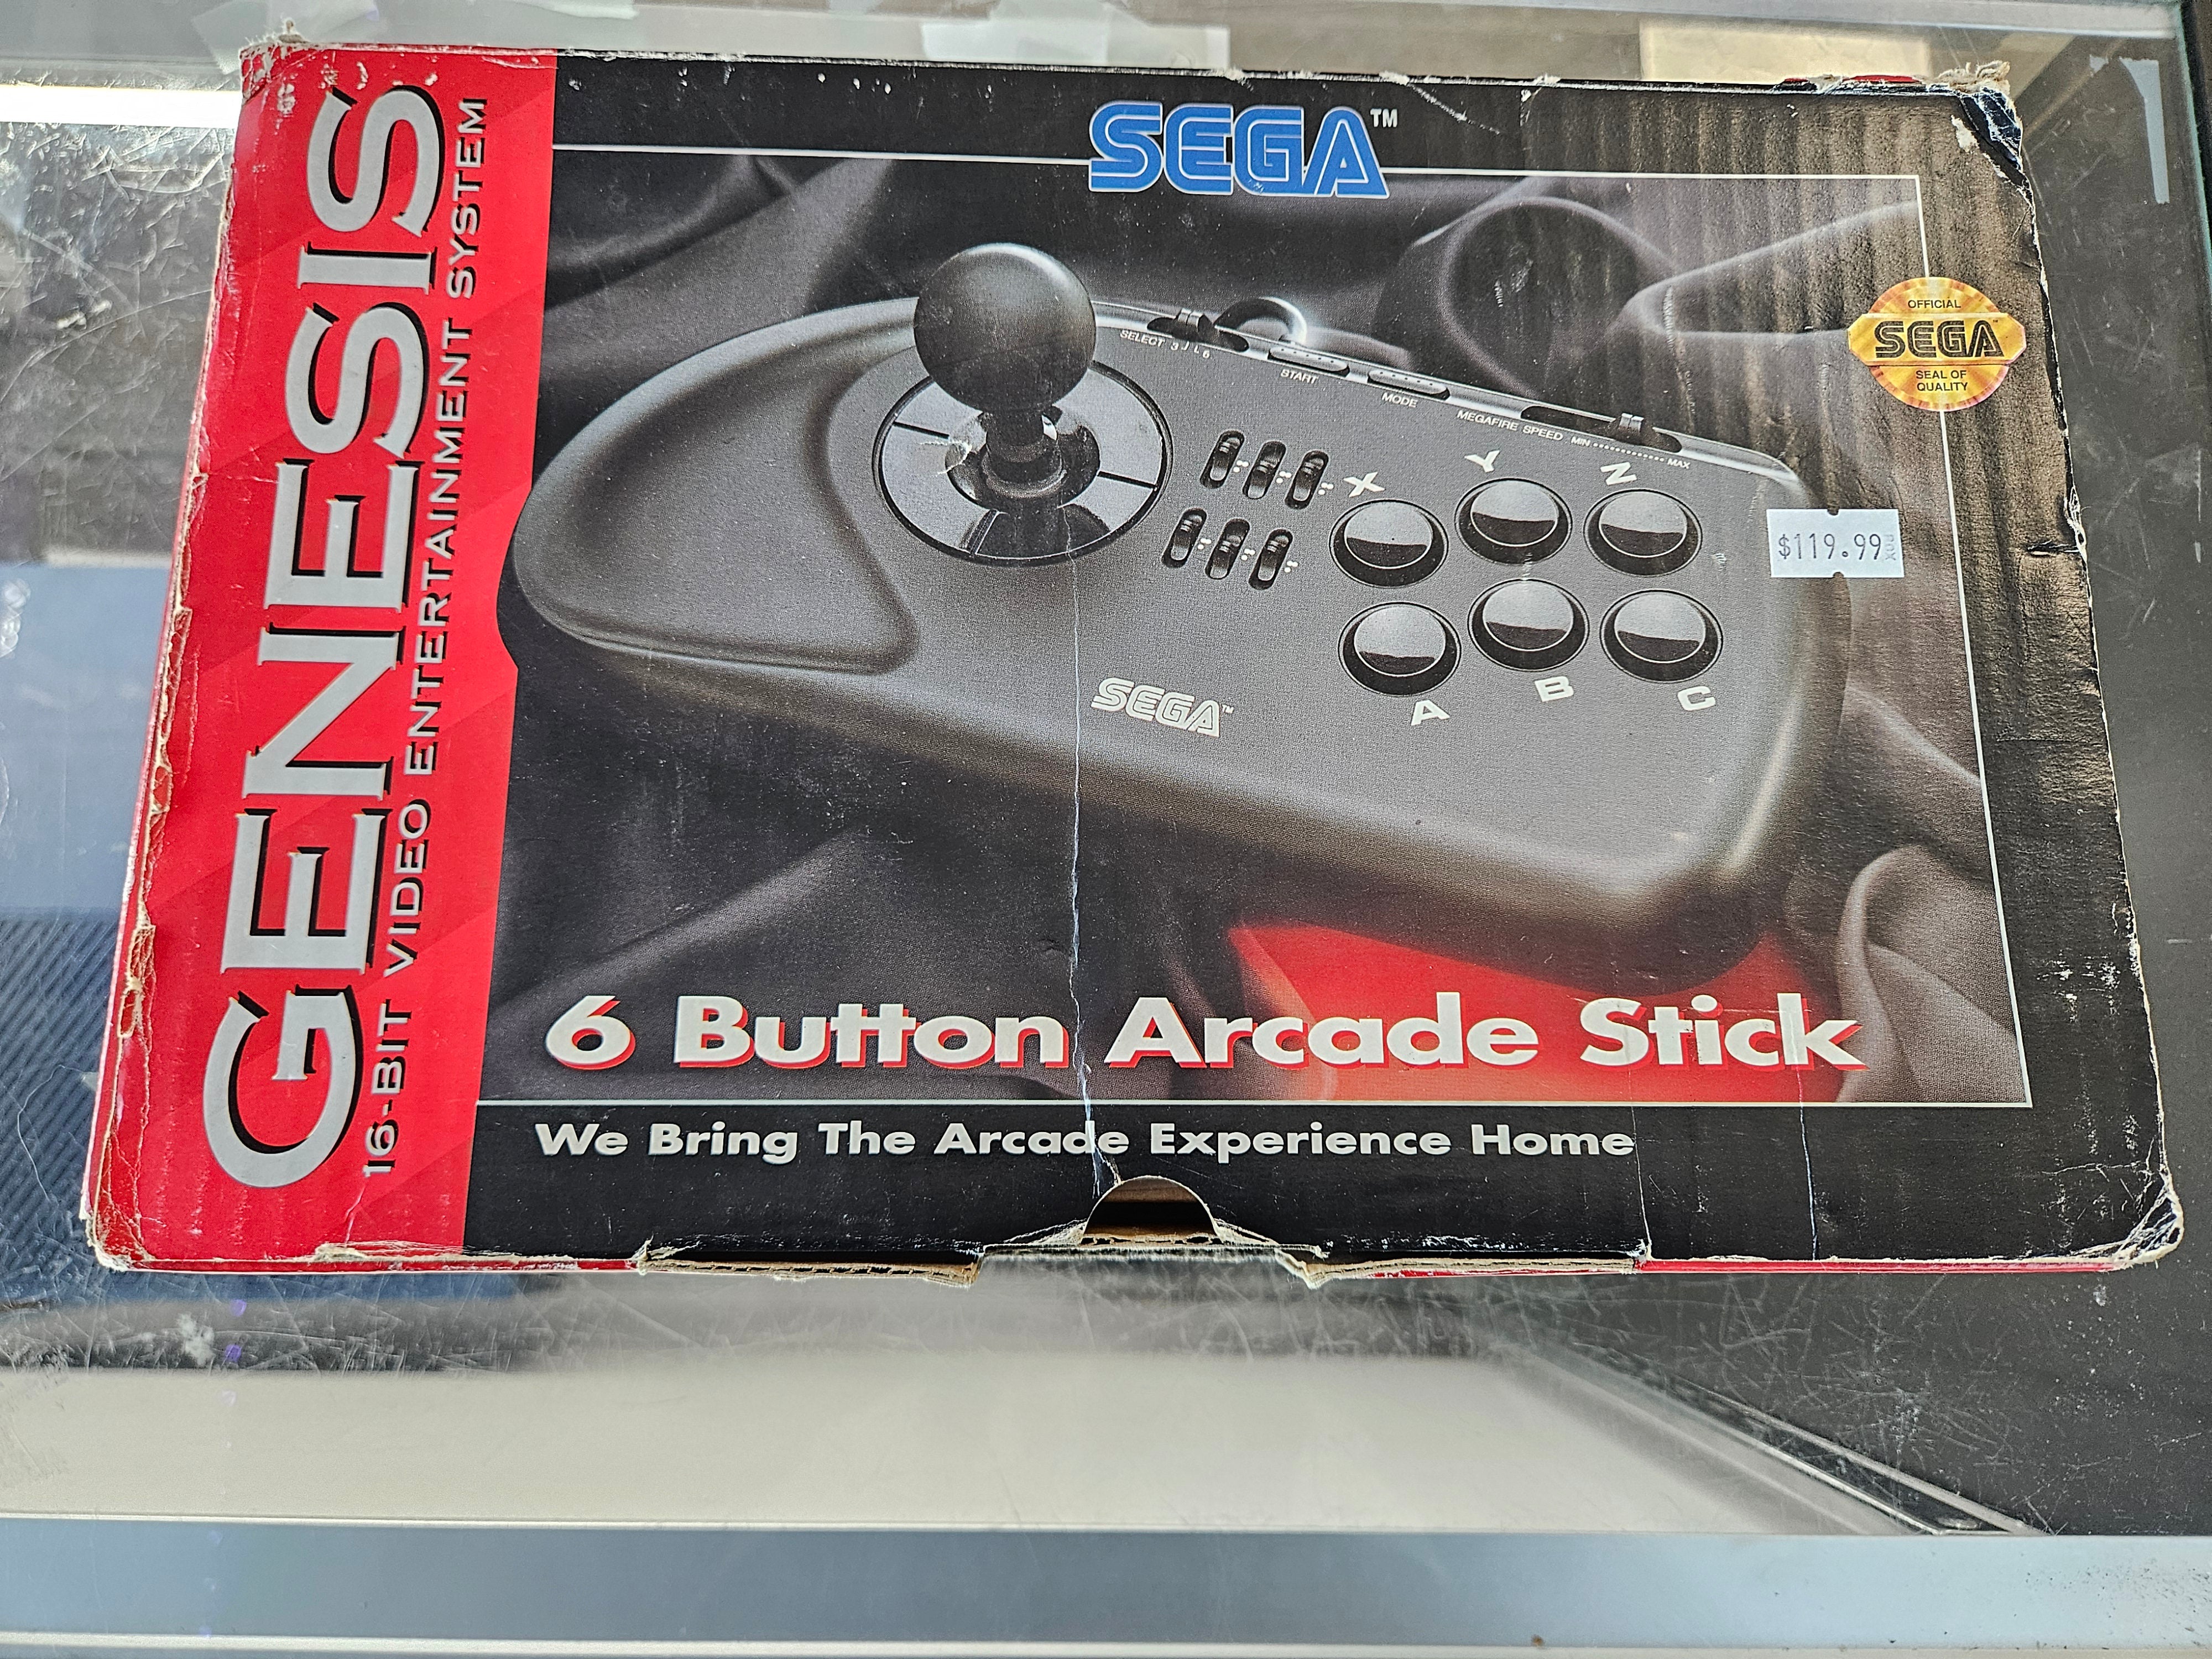 GENESIS
16-BIT VIDEO ENTERTAINMENT SYSTEM
SEGA™
OFFICIAL
SEGA™
SEAL OF
QUALITY
SELECT 3 6
START
MODE
MEGAFIRE SPEED MIN MAX
X Y Z
$119.99
A B C
SEGA™
6 Button Arcade Stick
We Bring The Arcade Experience Home